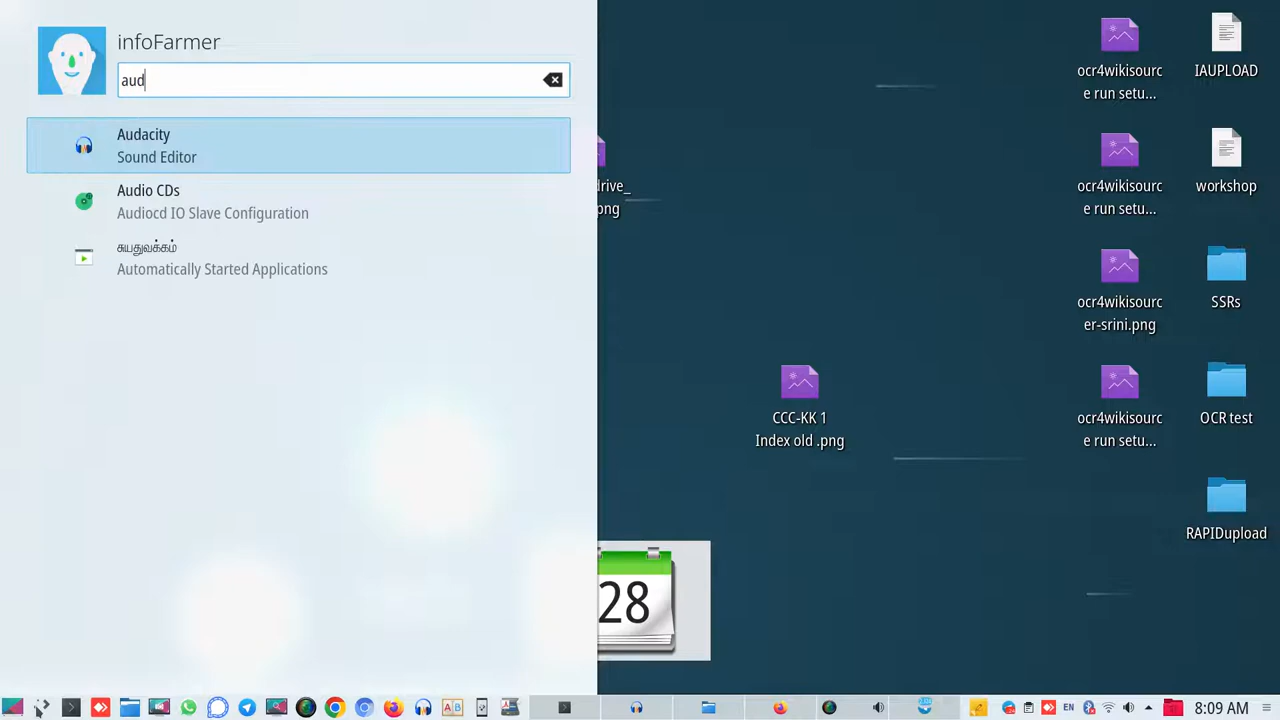 infoFarmer
aud
Audacity
Sound Editor
Audio CDs
Audiocd IO Slave Configuration
சுயதுவக்கம்
Automatically Started Applications
drive_
png
CCC-KK 1
Index old .png
ocr4wikisourc
e run setu...
ocr4wikisourc
e run setu...
ocr4wikisourc
er-srini.png
ocr4wikisourc
e run setu...
IAUPLOAD
workshop
SSRs
OCR test
RAPIDupload
28
EN
8:09 AM